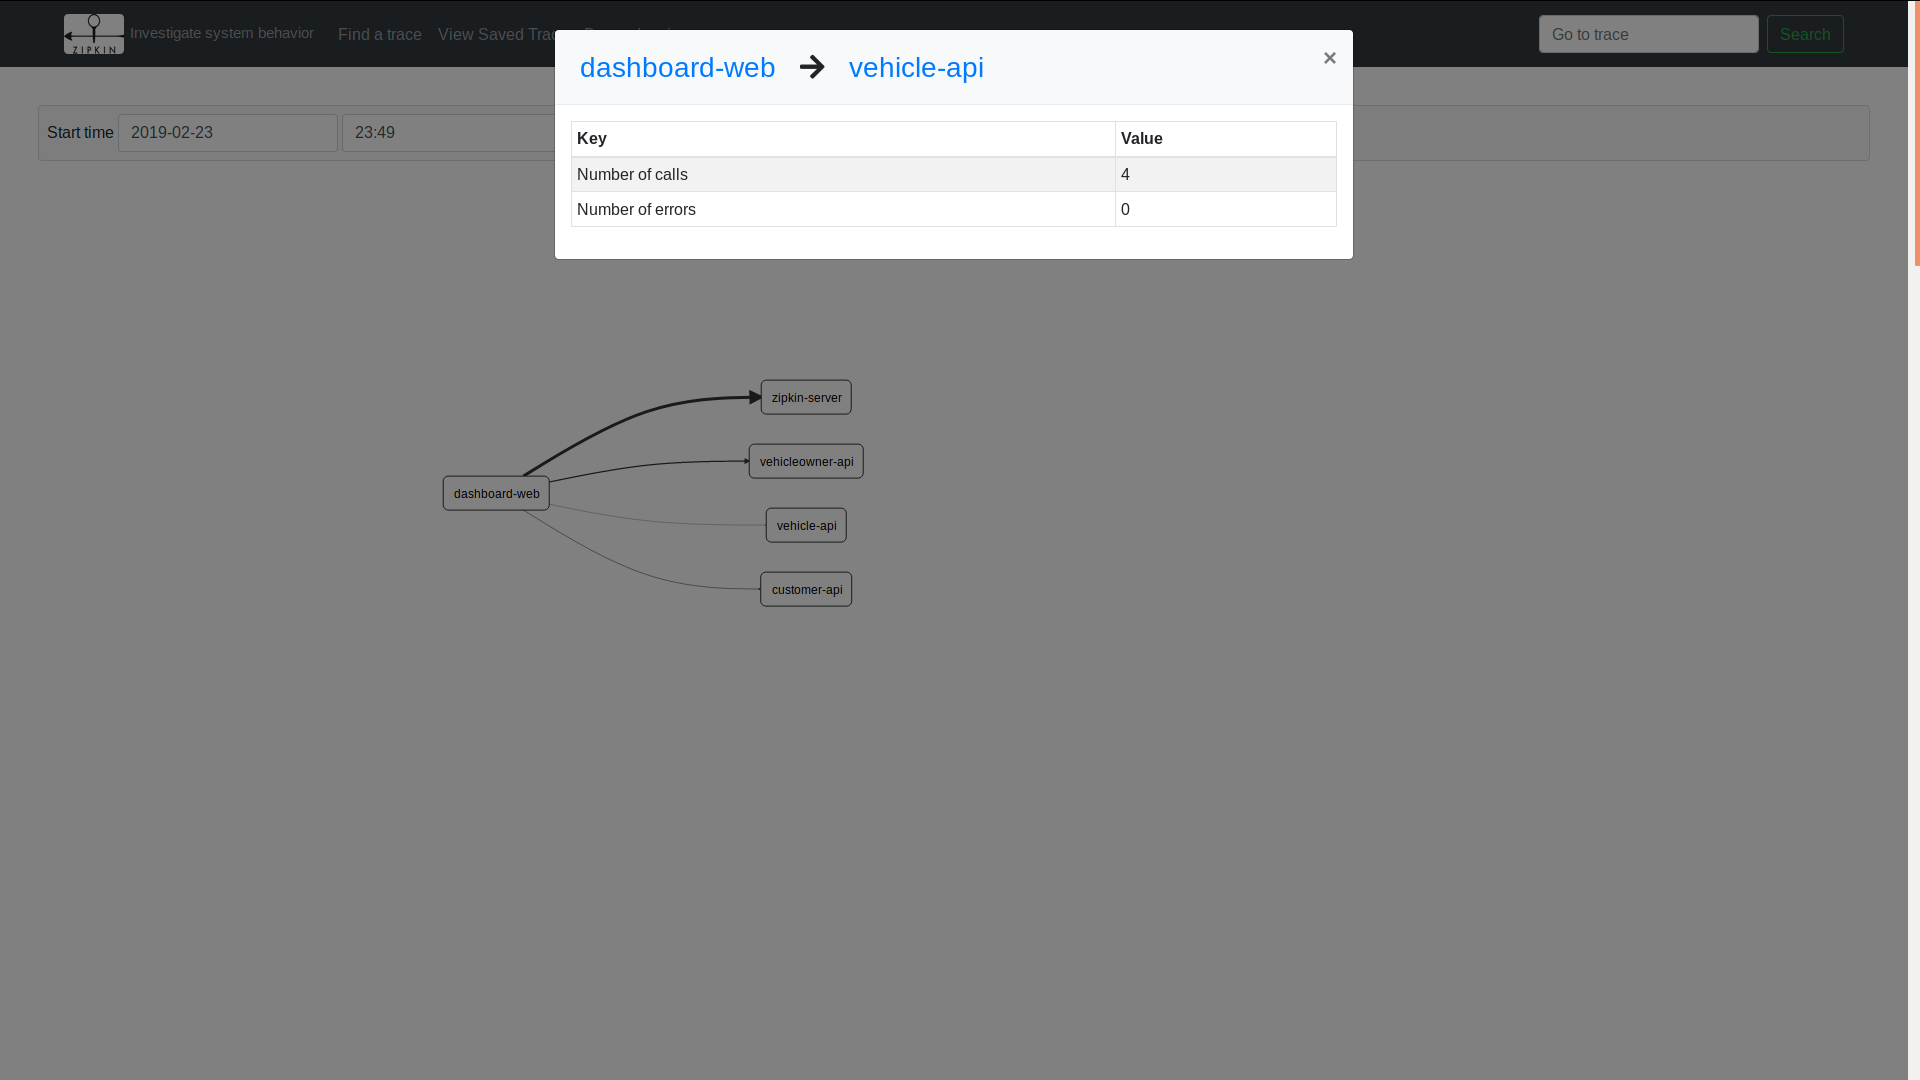 ZIPKIN
Investigate system behavior
Find a trace
View Saved
Go to trace
Search
dashboard-web
vehicle-api
×
Start time
2019-02-23
23:49
Key Value
Number of calls 4
Number of errors 0
zipkin-server
vehicleowner-api
dashboard-web
vehicle-api
customer-api